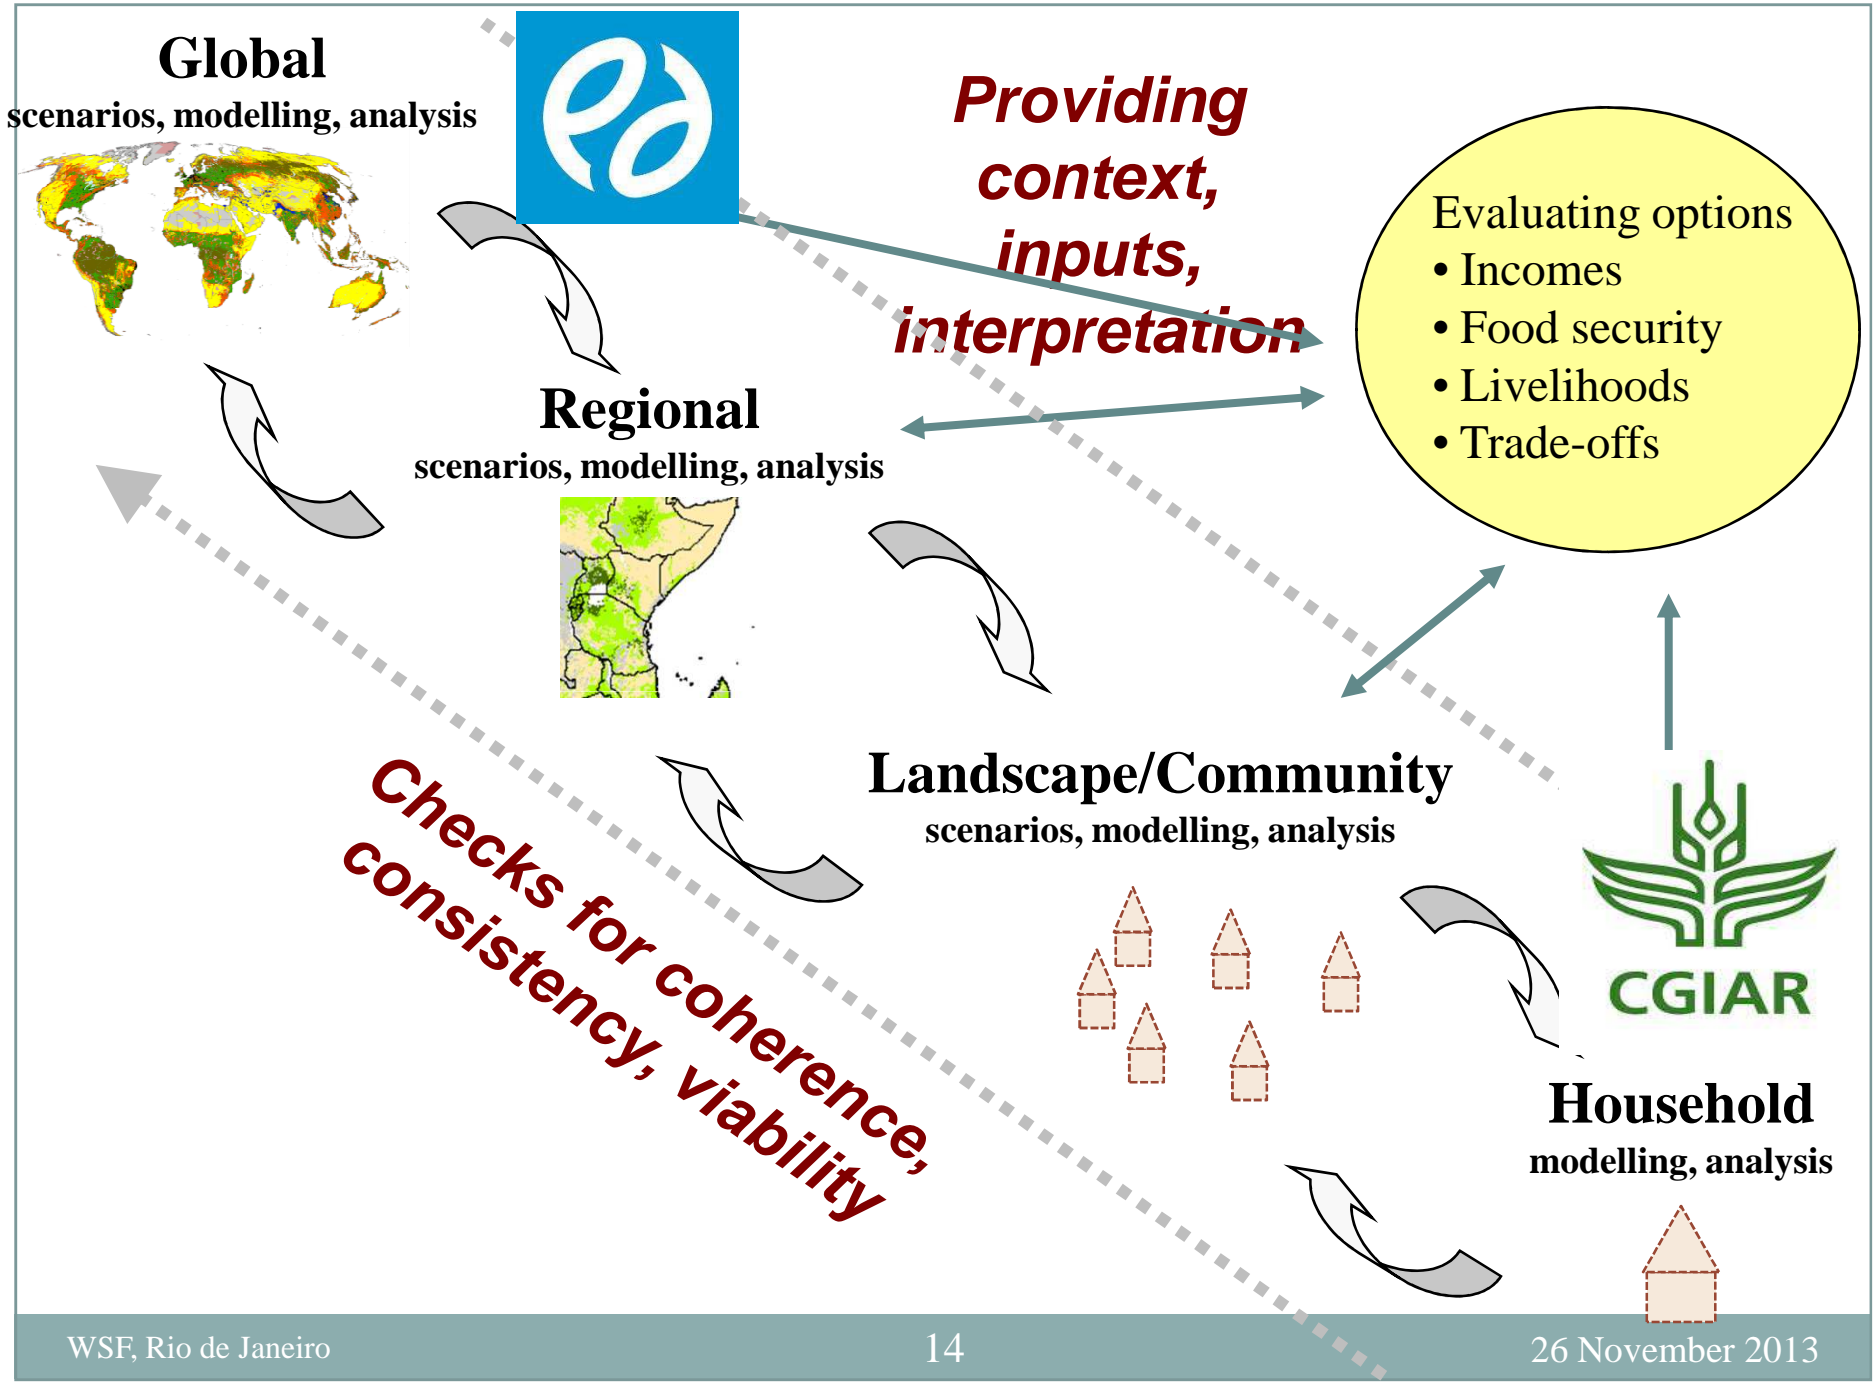 Global
scenarios, modelling, analysis
Providing
context,
inputs,
interpretation
Evaluating options
• Incomes
• Food security
• Livelihoods
• Trade-offs
Regional
scenarios, modelling, analysis
Checks for coherence,
consistency, viability
Landscape/Community
scenarios, modelling, analysis
CGIAR
Household
modelling, analysis
WSF, Rio de Janeiro
14
26 November 2013